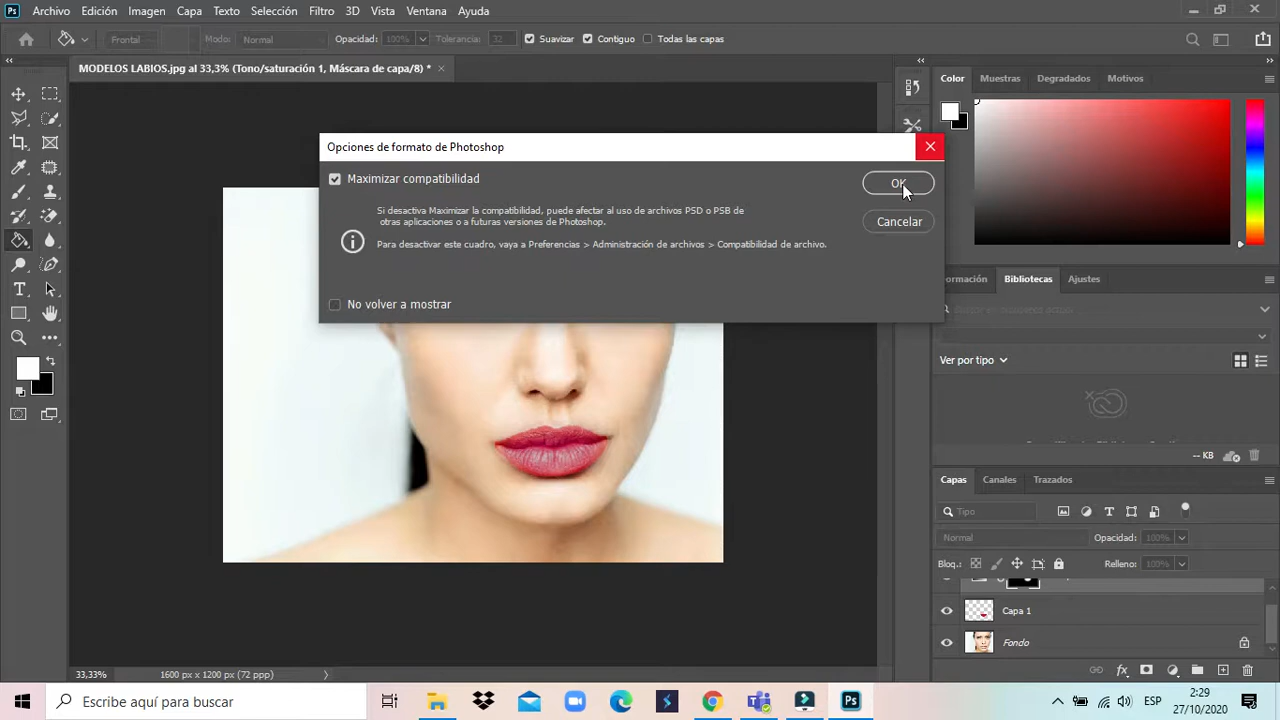 Ps Archivo Edición Imagen Capa Texto Selección Filtro 3D Vista Ventana Ayuda
Frontal Modo: Normal Opacidad: 100% Tolerancia: 32 Suavizar Contiguo Todas las capas
MODELOS LABIOS.jpg al 33,3% (Tono/saturación 1, Máscara de capa/8) *
Color Muestras Degradados Motivos
Opciones de formato de Photoshop
Maximizar compatibilidad
OK
Si desactiva Maximizar la compatibilidad, puede afectar al uso de archivos PSD o PSB de
otras aplicaciones o a futuras versiones de Photoshop.
Cancelar
Para desactivar este cuadro, vaya a Preferencias > Administración de archivos > Compatibilidad de archivo.
No volver a mostrar
ormación Bibliotecas Ajustes
Ver por tipo
-- KB
Capas Canales Trazados
Tipo
Normal Opacidad: 100%
Bloq.: Relleno: 100%
Capa 1
Fondo
33,33% 1600 px x 1200 px (72 ppp)
Escribe aquí para buscar
Ps
ESP
2:29
27/10/2020